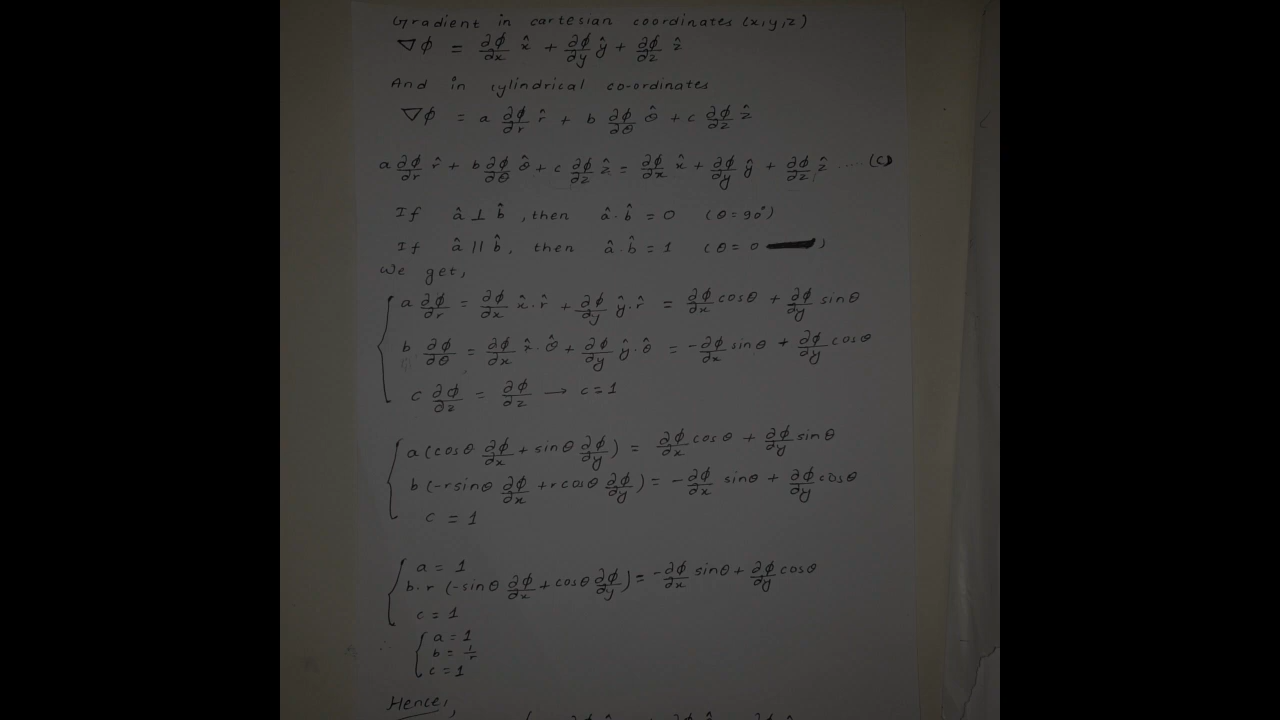 Gradient in cartesian coordinates (x,y,z)
∇φ = ∂φ/∂x x̂ + ∂φ/∂y ŷ + ∂φ/∂z ẑ
And in cylindrical co-ordinates
∇φ = a ∂φ/∂r r̂ + b ∂φ/∂θ θ̂ + c ∂φ/∂z ẑ
a ∂φ/∂r r̂ + b ∂φ/∂θ θ̂ + c ∂φ/∂z ẑ = ∂φ/∂x x̂ + ∂φ/∂y ŷ + ∂φ/∂z ẑ ....
If â ⊥ b̂, then â·b̂ = 0 (θ = 90°)
If â || b̂, then â·b̂ = 1 (θ = 0 )
We get,
a ∂φ/∂r = ∂φ/∂x x̂·r̂ + ∂φ/∂y ŷ·r̂ = ∂φ/∂x cosθ + ∂φ/∂y sinθ
b ∂φ/∂θ = ∂φ/∂x x̂·θ̂ + ∂φ/∂y ŷ·θ̂ = -∂φ/∂x sinθ + ∂φ/∂y cosθ
c ∂φ/∂z = ∂φ/∂z → c = 1
a (cosθ ∂φ/∂x + sinθ ∂φ/∂y) = ∂φ/∂x cosθ + ∂φ/∂y sinθ
b (-rsinθ ∂φ/∂x + rcosθ ∂φ/∂y) = -∂φ/∂x sinθ + ∂φ/∂y cosθ
c = 1
a = 1
b·r (-sinθ ∂φ/∂x + cosθ ∂φ/∂y) = -∂φ/∂x sinθ + ∂φ/∂y cosθ
c = 1
a = 1
b = 1/r
c = 1
Hence,